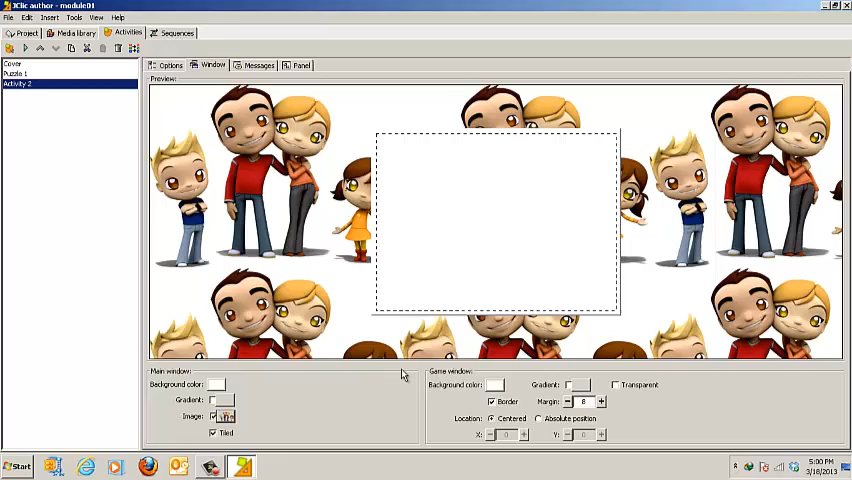 JClic author - module01
File Edit Insert Tools View Help
Project Media library Activities Sequences
Cover
Puzzle 1
Activity 2
Options Window Messages Panel
Preview:
Main window:
Background color:
Gradient:
Image:
Tiled
Game window:
Background color: Gradient: Transparent
Border Margin: 8
Location: Centered Absolute position
X: 0 Y: 0
Start
5:00 PM
3/18/2013